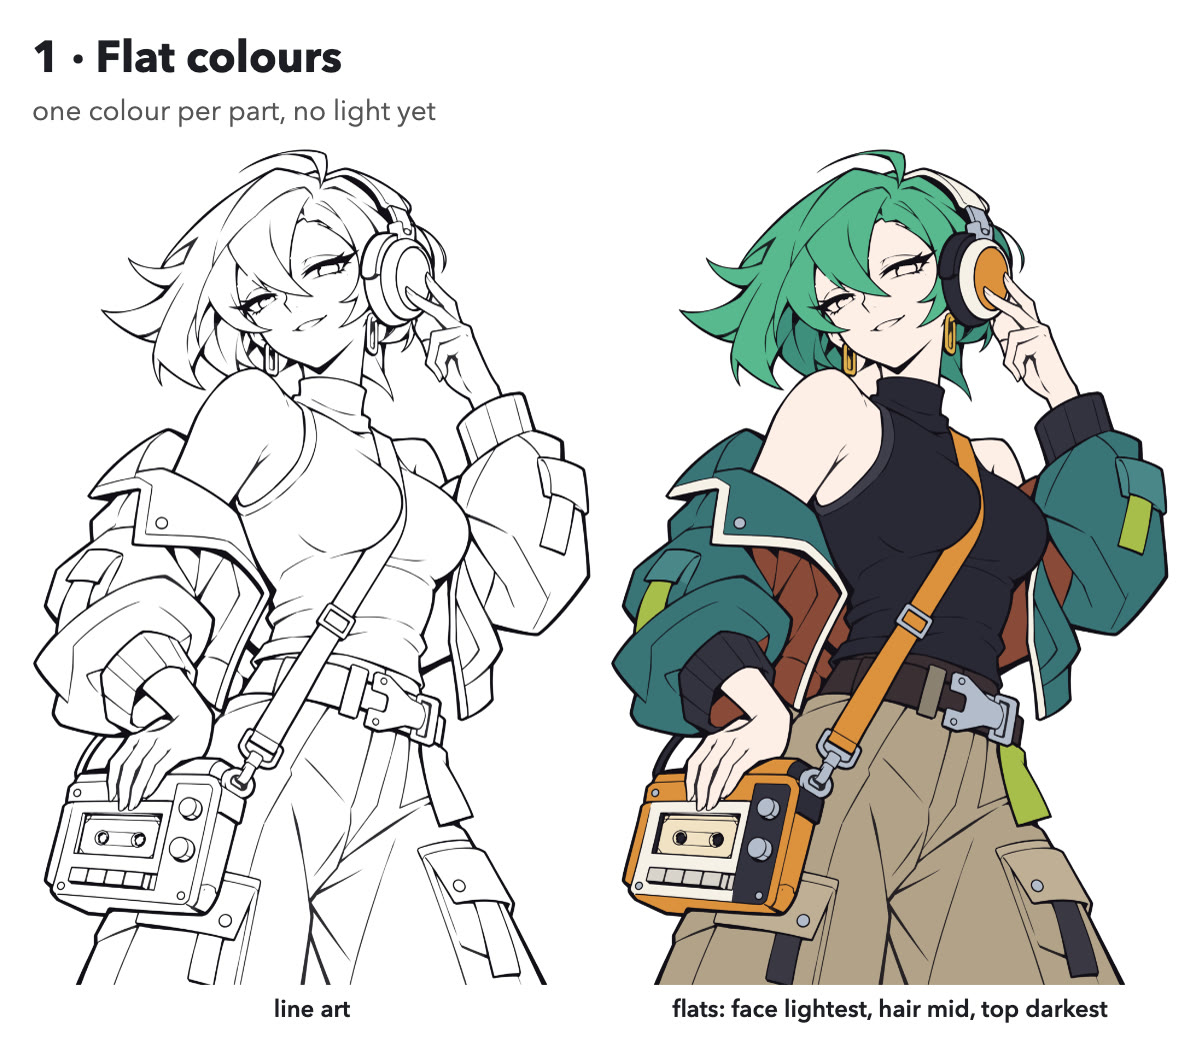 1 • Flat colours
one colour per part, no light yet
line art
flats: face lightest, hair mid, top darkest